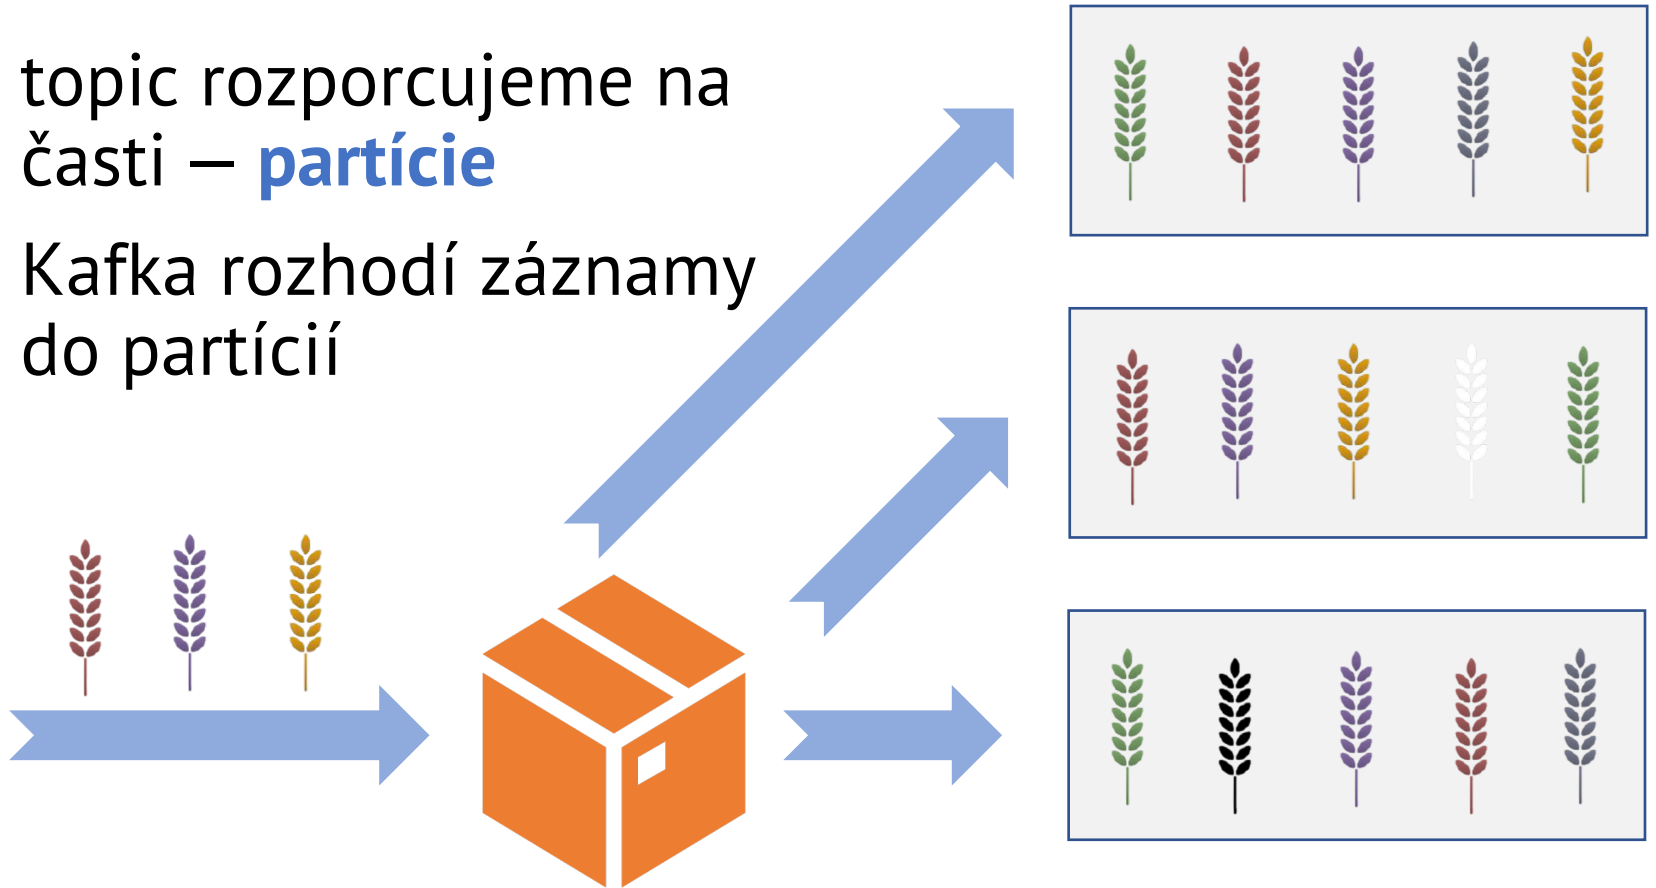 topic rozporcujeme na
časti — partície
Kafka rozhodí záznamy
do partícií